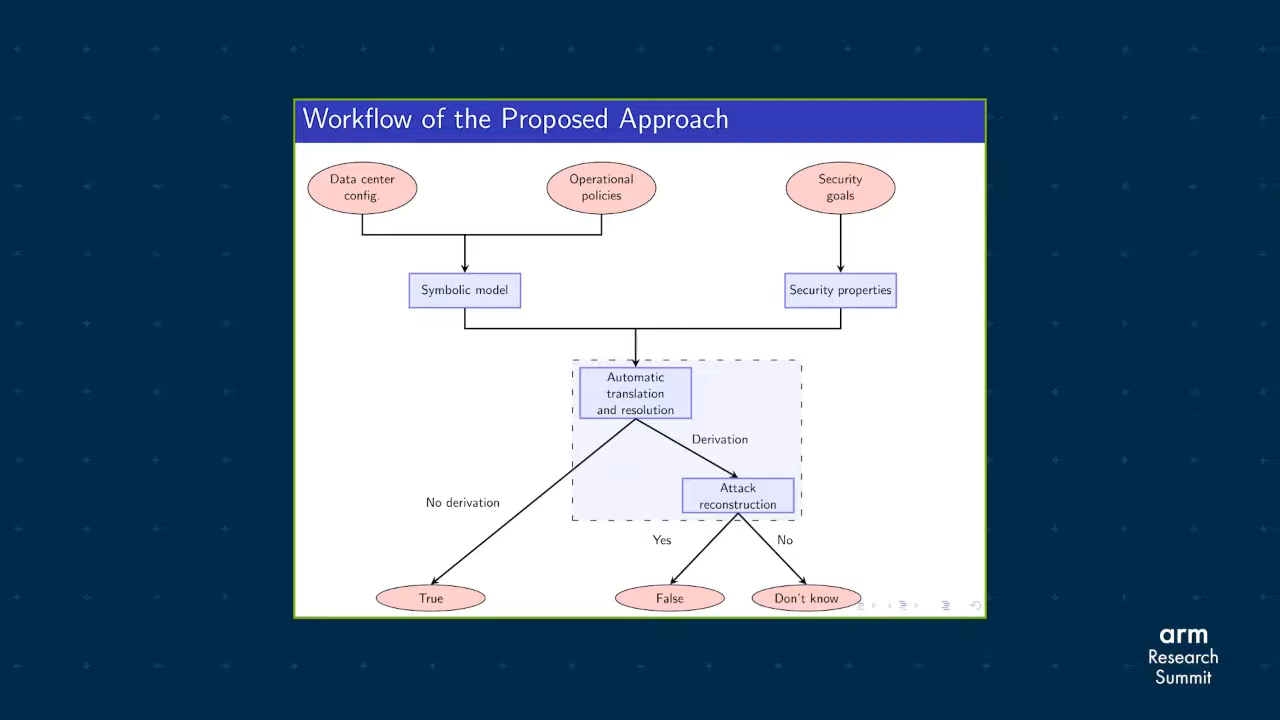 Workflow of the Proposed Approach
Data center
config.
Operational
policies
Security
goals
Symbolic model
Security properties
Automatic
translation
and resolution
Derivation
Attack
reconstruction
No derivation
Yes
No
True
False
Don't know
arm
Research
Summit